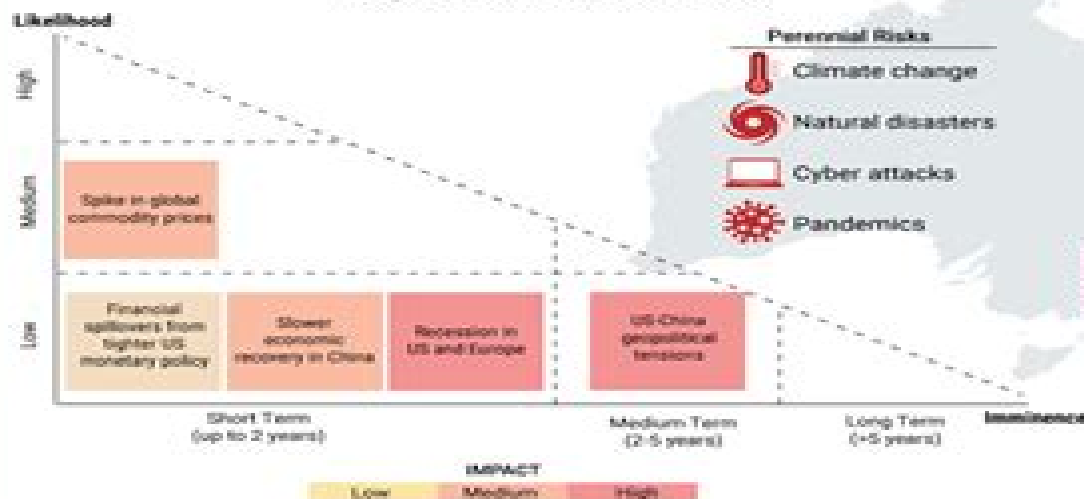 Likelihood
High
Medium
Low
Perennial Risks
Climate change
Natural disasters
Cyber attacks
Pandemics
Spike in global
commodity prices
Financial
spillovers from
tighter US
monetary policy
Slower
economic
recovery in China
Recession in
US and Europe
US-China
geopolitical
tensions
Short Term
(up to 2 years)
Medium Term
(2-5 years)
Long Term
(+5 years)
Imminence
IMPACT
Low Medium High